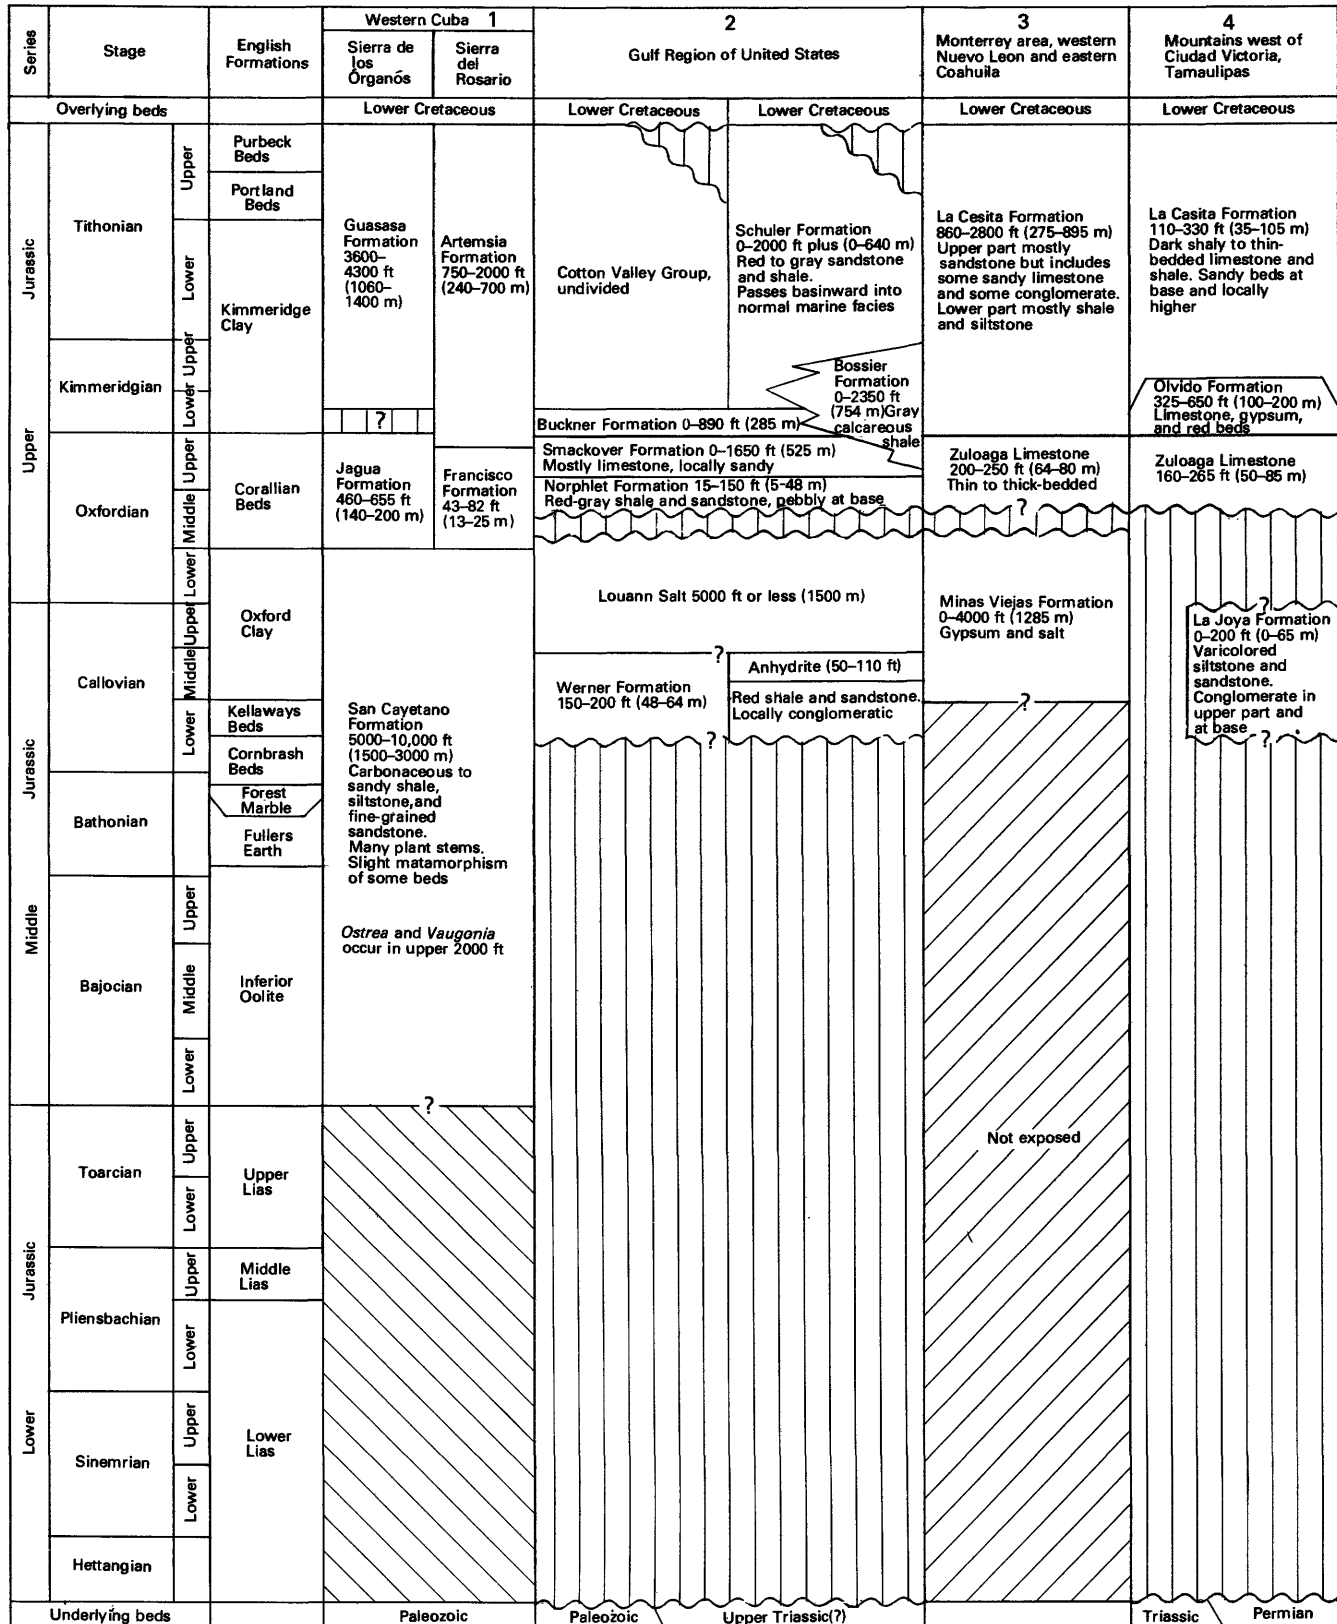 Series
Stage
English
Formations
Western Cuba 1
Sierra de
los
Órganós
Sierra
del
Rosario
2
Gulf Region of United States
3
Monterrey area, western
Nuevo Leon and eastern
Coahuila
4
Mountains west of
Ciudad Victoria,
Tamaulipas
Overlying beds
Lower Cretaceous
Lower Cretaceous
Lower Cretaceous
Lower Cretaceous
Lower Cretaceous
Upper Jurassic
Tithonian
Upper
Lower
Kimmeridgian
Upper
Lower
Oxfordian
Upper
Middle
Lower
Middle Jurassic
Callovian
Upper
Middle
Lower
Bathonian
Bajocian
Upper
Middle
Lower
Lower Jurassic
Toarcian
Upper
Lower
Pliensbachian
Upper
Lower
Sinemrian
Upper
Lower
Hettangian
Purbeck
Beds
Portland
Beds
Kimmeridge
Clay
Corallian
Beds
Oxford
Clay
Kellaways
Beds
Cornbrash
Beds
Forest
Marble
Fullers
Earth
Inferior
Oolite
Upper
Lias
Middle
Lias
Lower
Lias
Guasasa
Formation
3600–
4300 ft
(1060–
1400 m)
?
Jagua
Formation
460–655 ft
(140–200 m)
Artemsia
Formation
750–2000 ft
(240–700 m)
Francisco
Formation
43–82 ft
(13–25 m)
San Cayetano
Formation
5000–10,000 ft
(1500–3000 m)
Carbonaceous to
sandy shale,
siltstone,and
fine-grained
sandstone.
Many plant stems.
Slight matamorphism
of some beds
Ostrea and Vaugonia
occur in upper 2000 ft
?
Cotton Valley Group,
undivided
Schuler Formation
0–2000 ft plus (0–640 m)
Red to gray sandstone
and shale.
Passes basinward into
normal marine facies
Bossier
Formation
0–2350 ft
(754 m)Gray
calcareous
shale
Buckner Formation 0–890 ft (285 m)
Smackover Formation 0–1650 ft (525 m)
Mostly limestone, locally sandy
Norphlet Formation 15–150 ft (5-48 m)
Red-gray shale and sandstone, pebbly at base
Louann Salt 5000 ft or less (1500 m)
?
Werner Formation
150–200 ft (48–64 m)
Anhydrite (50–110 ft)
Red shale and sandstone.
Locally conglomeratic
?
La Cesita Formation
860–2800 ft (275–895 m)
Upper part mostly
sandstone but includes
some sandy limestone
and some conglomerate.
Lower part mostly shale
and siltstone
Zuloaga Limestone
200–250 ft (64–80 m)
Thin to thick-bedded
?
Minas Viejas Formation
0–4000 ft (1285 m)
Gypsum and salt
?
Not exposed
La Casita Formation
110–330 ft (35–105 m)
Dark shaly to thin-
bedded limestone and
shale. Sandy beds at
base and locally
higher
Olvido Formation
325–650 ft (100–200 m)
Limestone, gypsum,
and red beds
Zuloaga Limestone
160–265 ft (50–85 m)
?
La Joya Formation
0–200 ft (0–65 m)
Varicolored
siltstone and
sandstone.
Conglomerate in
upper part and
at base
?
Underlying beds
Paleozoic
Paleozoic
Upper Triassic(?)
Triassic
Permian